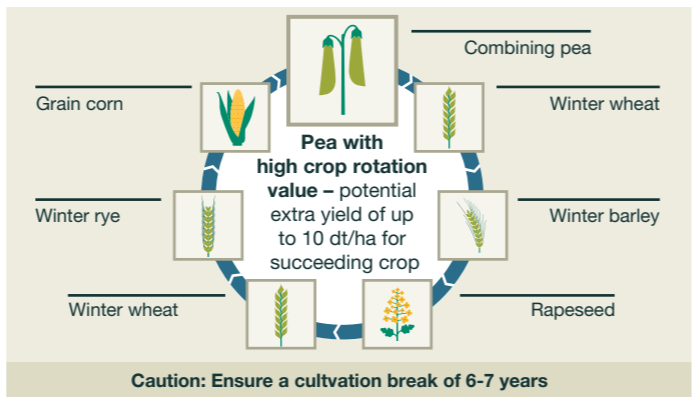 Combining pea
Grain corn
Winter wheat
Pea with
high crop rotation
value – potential
extra yield of up
to 10 dt/ha for
succeeding crop
Winter rye
Winter barley
Winter wheat
Rapeseed
Caution: Ensure a cultvation break of 6-7 years